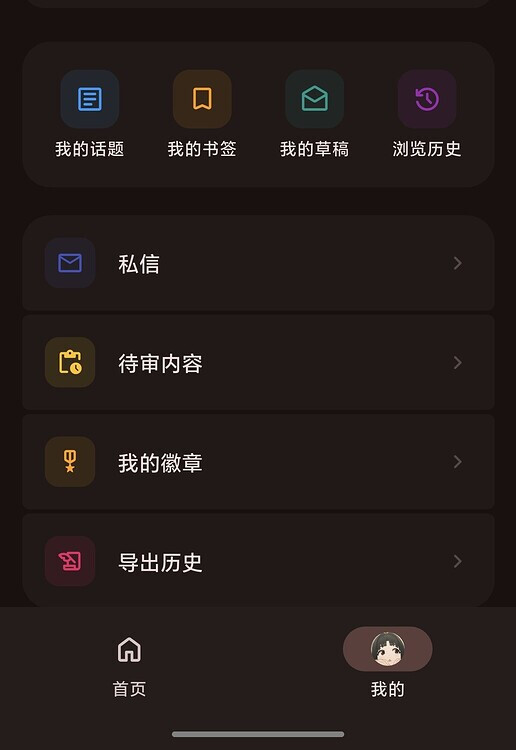 我的话题
我的书签
我的草稿
浏览历史
私信
待审内容
我的徽章
导出历史
首页
我的